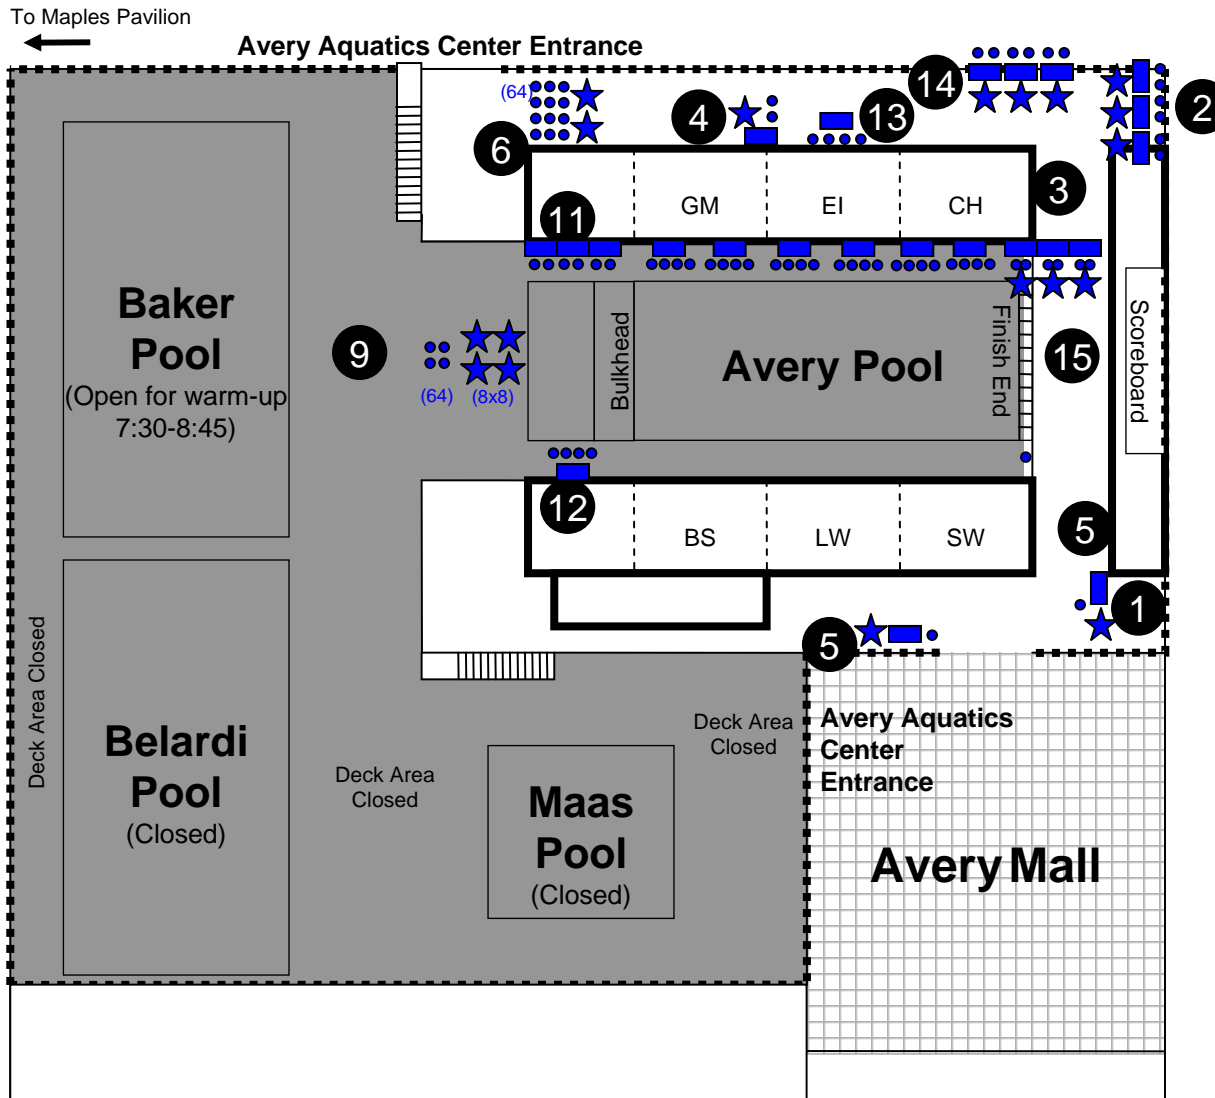 To Maples Pavilion
Avery Aquatics Center Entrance
(64)
14
2
4
13
6
3
11
GM
EI
CH
Baker
Pool
(Open for warm-up
7:30-8:45)
9
(64)
(8x8)
Bulkhead
Avery Pool
Finish End
15
Scoreboard
12
BS
LW
SW
5
1
5
Deck Area Closed
Belardi
Pool
(Closed)
Deck Area
Closed
Deck Area
Closed
Maas
Pool
(Closed)
Avery Aquatics
Center
Entrance
Avery Mall